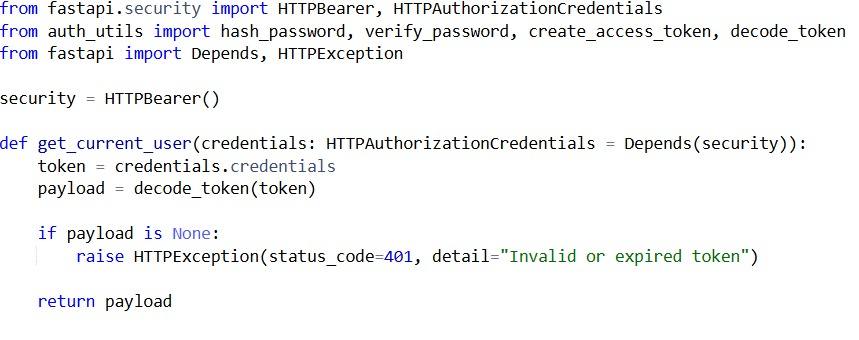 from fastapi.security import HTTPBearer, HTTPAuthorizationCredentials
from auth_utils import hash_password, verify_password, create_access_token, decode_token
from fastapi import Depends, HTTPException

security = HTTPBearer()

def get_current_user(credentials: HTTPAuthorizationCredentials = Depends(security)):
    token = credentials.credentials
    payload = decode_token(token)

    if payload is None:
        raise HTTPException(status_code=401, detail="Invalid or expired token")

    return payload